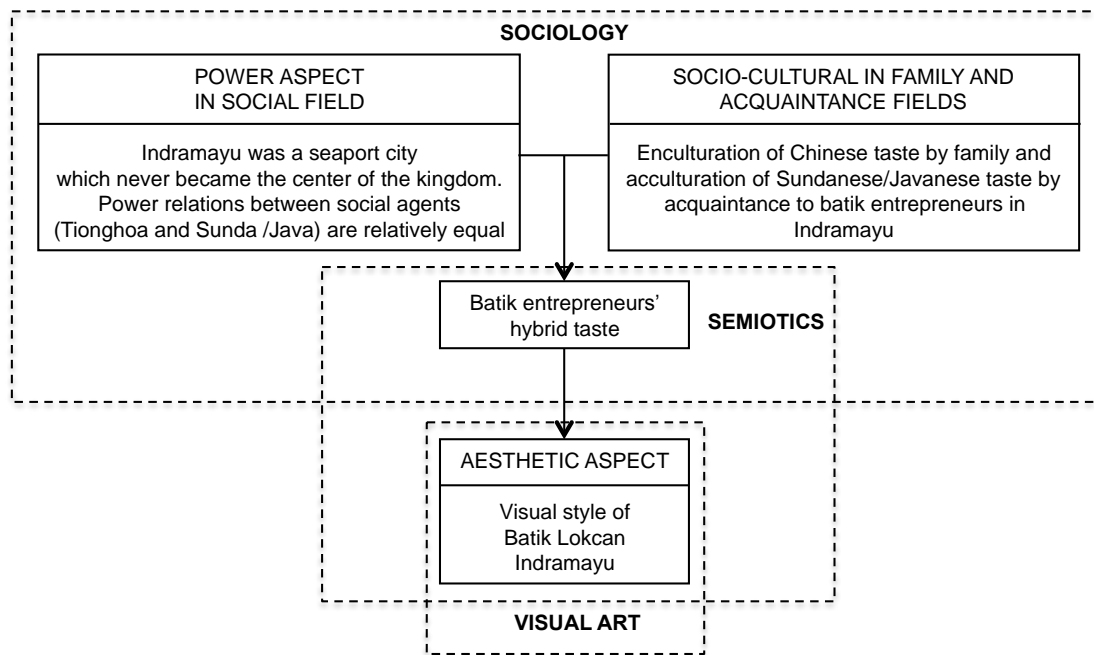 SOCIOLOGY
POWER ASPECT
IN SOCIAL FIELD
Indramayu was a seaport city
which never became the center of the kingdom.
Power relations between social agents
(Tionghoa and Sunda /Java) are relatively equal
SOCIO-CULTURAL IN FAMILY AND
ACQUAINTANCE FIELDS
Enculturation of Chinese taste by family and
acculturation of Sundanese/Javanese taste by
acquaintance to batik entrepreneurs in
Indramayu
Batik entrepreneurs'
hybrid taste
SEMIOTICS
AESTHETIC ASPECT
Visual style of
Batik Lokcan
Indramayu
VISUAL ART